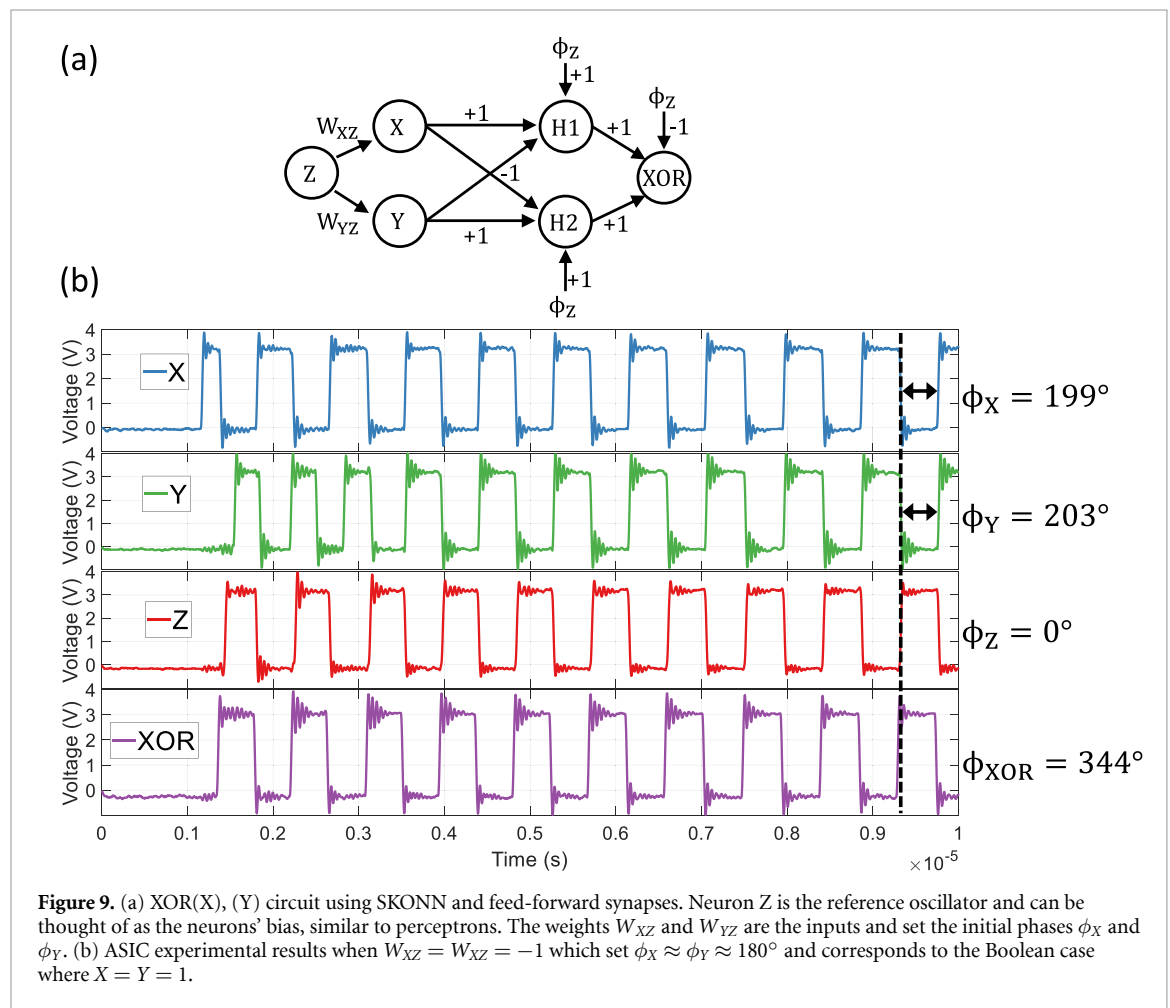 (a)
ϕZ
+1
ϕZ
-1
WXZ
X
+1
H1
+1
Z
-1
XOR
WYZ
Y
+1
H2
+1
+1
ϕZ
(b)
Voltage (V)
4
3
2
1
0
X
ϕX = 199°
Voltage (V)
4
3
2
1
0
Y
ϕY = 203°
Voltage (V)
4
3
2
1
0
Z
ϕZ = 0°
Voltage (V)
4
3
2
1
0
XOR
ϕXOR = 344°
0 0.1 0.2 0.3 0.4 0.5 0.6 0.7 0.8 0.9 1
Time (s)
×10-5
Figure 9. (a) XOR(X), (Y) circuit using SKONN and feed-forward synapses. Neuron Z is the reference oscillator and can be
thought of as the neurons' bias, similar to perceptrons. The weights WXZ and WYZ are the inputs and set the initial phases ϕX and
ϕY. (b) ASIC experimental results when WXZ = WXZ = −1 which set ϕX ≈ ϕY ≈ 180° and corresponds to the Boolean case
where X = Y = 1.